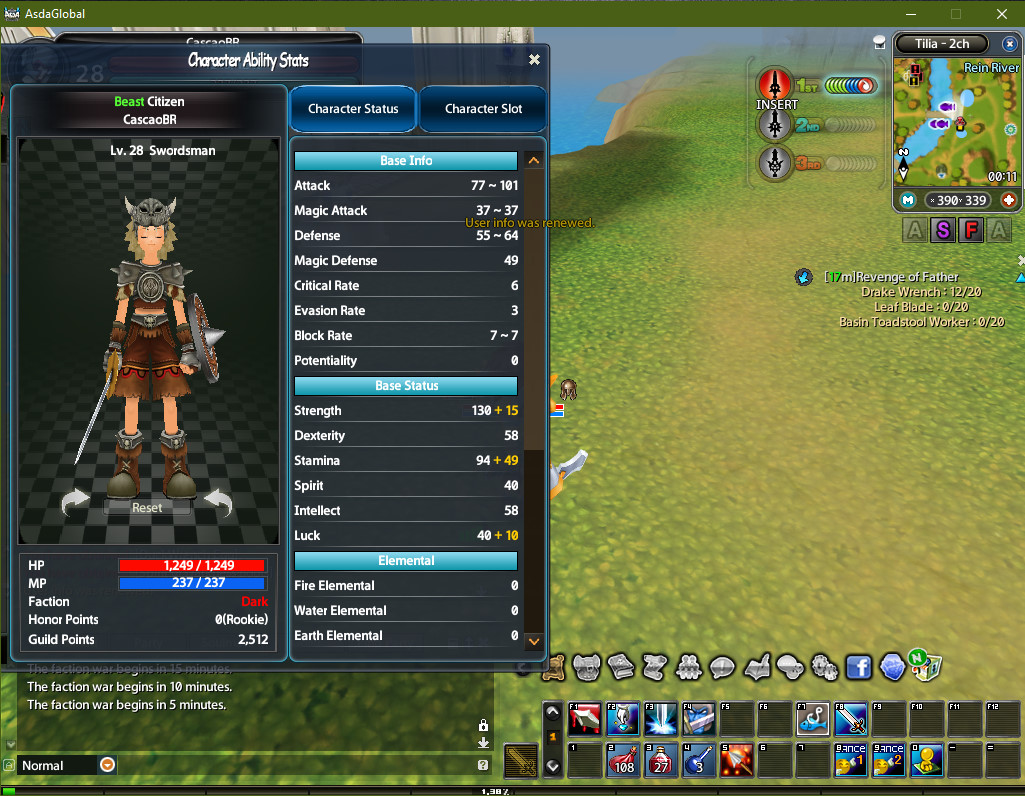 AsdaGlobal
CascaoBR
28
Character Ability Stats
Beast Citizen
CascaoBR
Lv. 28 Swordsman
Reset
HP 1,249 / 1,249
MP 237 / 237
Faction Dark
Honor Points 0(Rookie)
Guild Points 2,512
Character Status
Character Slot
Base Info
Attack 77 ~ 101
Magic Attack 37 ~ 37
User info was renewed.
Defense 55 ~ 64
Magic Defense 49
Critical Rate 6
Evasion Rate 3
Block Rate 7 ~ 7
Potentiality 0
Base Status
Strength 130 + 15
Dexterity 58
Stamina 94 + 49
Spirit 40
Intellect 58
Luck 40 + 10
Elemental
Fire Elemental 0
Water Elemental 0
Earth Elemental 0
1ST
INSERT
2ND
3RD
Tilia - 2ch
Rein River
N
00:11
M × 390 Y 339
A S F A
[17m]Revenge of Father
Drake Wrench : 12/20
Leaf Blade : 0/20
Basin Toadstool Worker : 0/20
The faction war begins in 15 minutes.
The faction war begins in 10 minutes.
The faction war begins in 5 minutes.
Normal
?
f
N
F1 F2 F3 F4 F5 F6 F7 F8 F9 F10 F11 F12
1
1 2 3 4 5 6 7 8 9 0 - =
108 27 3
gance 1
gance 2
1,38%